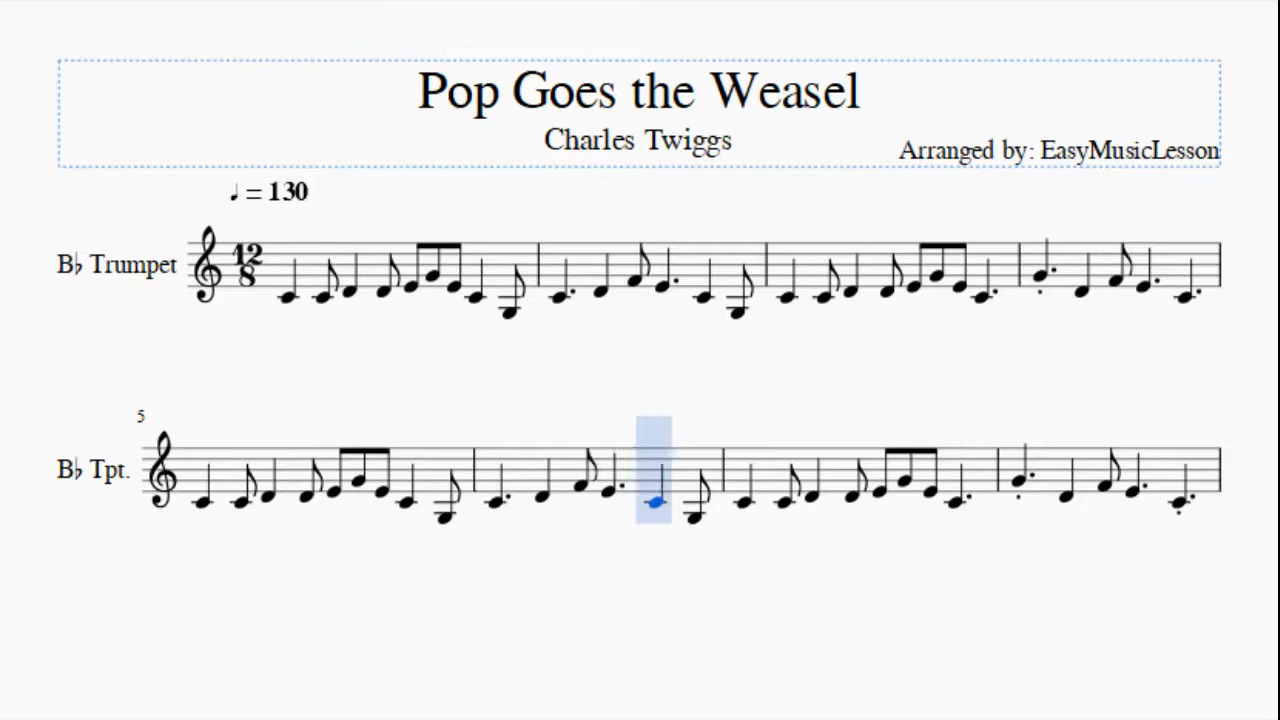 Pop Goes the Weasel
Charles Twiggs
Arranged by: EasyMusicLesson
♩ = 130
B♭ Trumpet
12
8
5
B♭ Tpt.